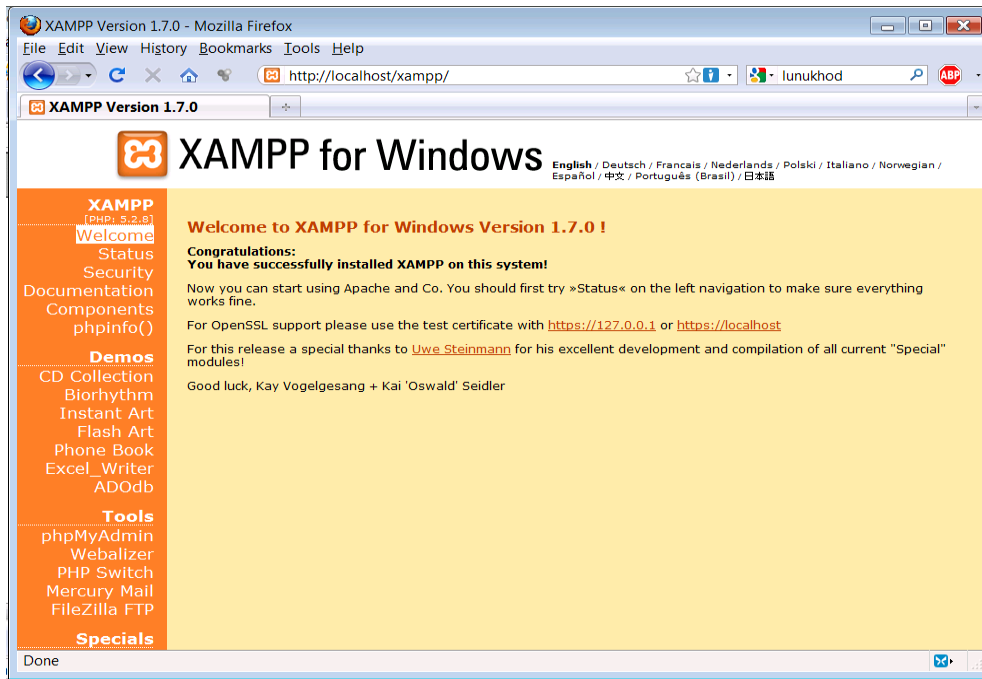 XAMPP Version 1.7.0 - Mozilla Firefox
File Edit View History Bookmarks Tools Help
http://localhost/xampp/ lunukhod ABP
XAMPP Version 1.7.0
XAMPP for Windows
English / Deutsch / Francais / Nederlands / Polski / Italiano / Norwegian /
Español / 中文 / Português (Brasil) / 日本語
XAMPP
[PHP: 5.2.8]
Welcome
Status
Security
Documentation
Components
phpinfo()
Demos
CD Collection
Biorhythm
Instant Art
Flash Art
Phone Book
Excel_Writer
ADOdb
Tools
phpMyAdmin
Webalizer
PHP Switch
Mercury Mail
FileZilla FTP
Specials
Welcome to XAMPP for Windows Version 1.7.0 !
Congratulations:
You have successfully installed XAMPP on this system!
Now you can start using Apache and Co. You should first try »Status« on the left navigation to make sure everything
works fine.
For OpenSSL support please use the test certificate with https://127.0.0.1 or https://localhost
For this release a special thanks to Uwe Steinmann for his excellent development and compilation of all current "Special"
modules!
Good luck, Kay Vogelgesang + Kai 'Oswald' Seidler
Done